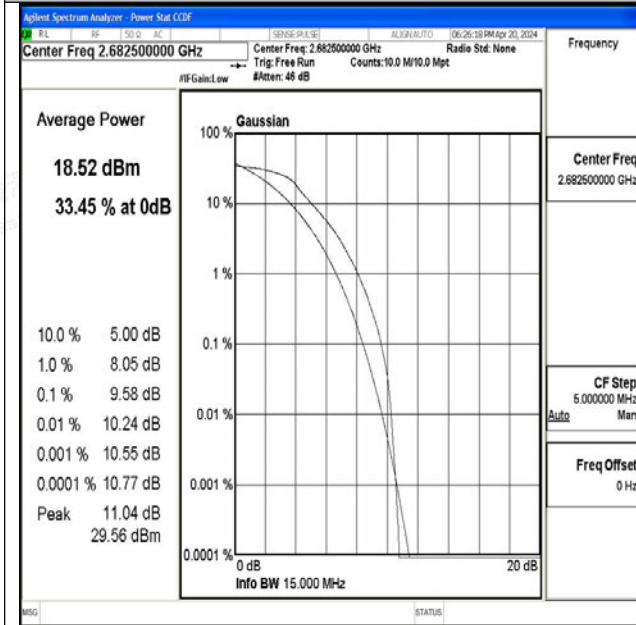 Agilent Spectrum Analyzer - Power Stat CCDF
RL RF 50 Ω AC SENSE:PULSE ALIGNAUTO 06:26:18 PM Apr 20, 2024
Center Freq 2.682500000 GHz
Center Freq: 2.682500000 GHz Radio Std: None
Trig: Free Run Counts:10.0 M/10.0 Mpt
#IFGain:Low #Atten: 46 dB
Frequency
Average Power
18.52 dBm
33.45 % at 0dB
10.0 % 5.00 dB
1.0 % 8.05 dB
0.1 % 9.58 dB
0.01 % 10.24 dB
0.001 % 10.55 dB
0.0001 % 10.77 dB
Peak 11.04 dB
29.56 dBm
Gaussian
100 %
10 %
1 %
0.1 %
0.01 %
0.001 %
0.0001 %
0 dB 20 dB
Info BW 15.000 MHz
Center Freq
2.682500000 GHz
CF Step
5.000000 MHz
Auto Man
Freq Offset
0 Hz
MSG STATUS